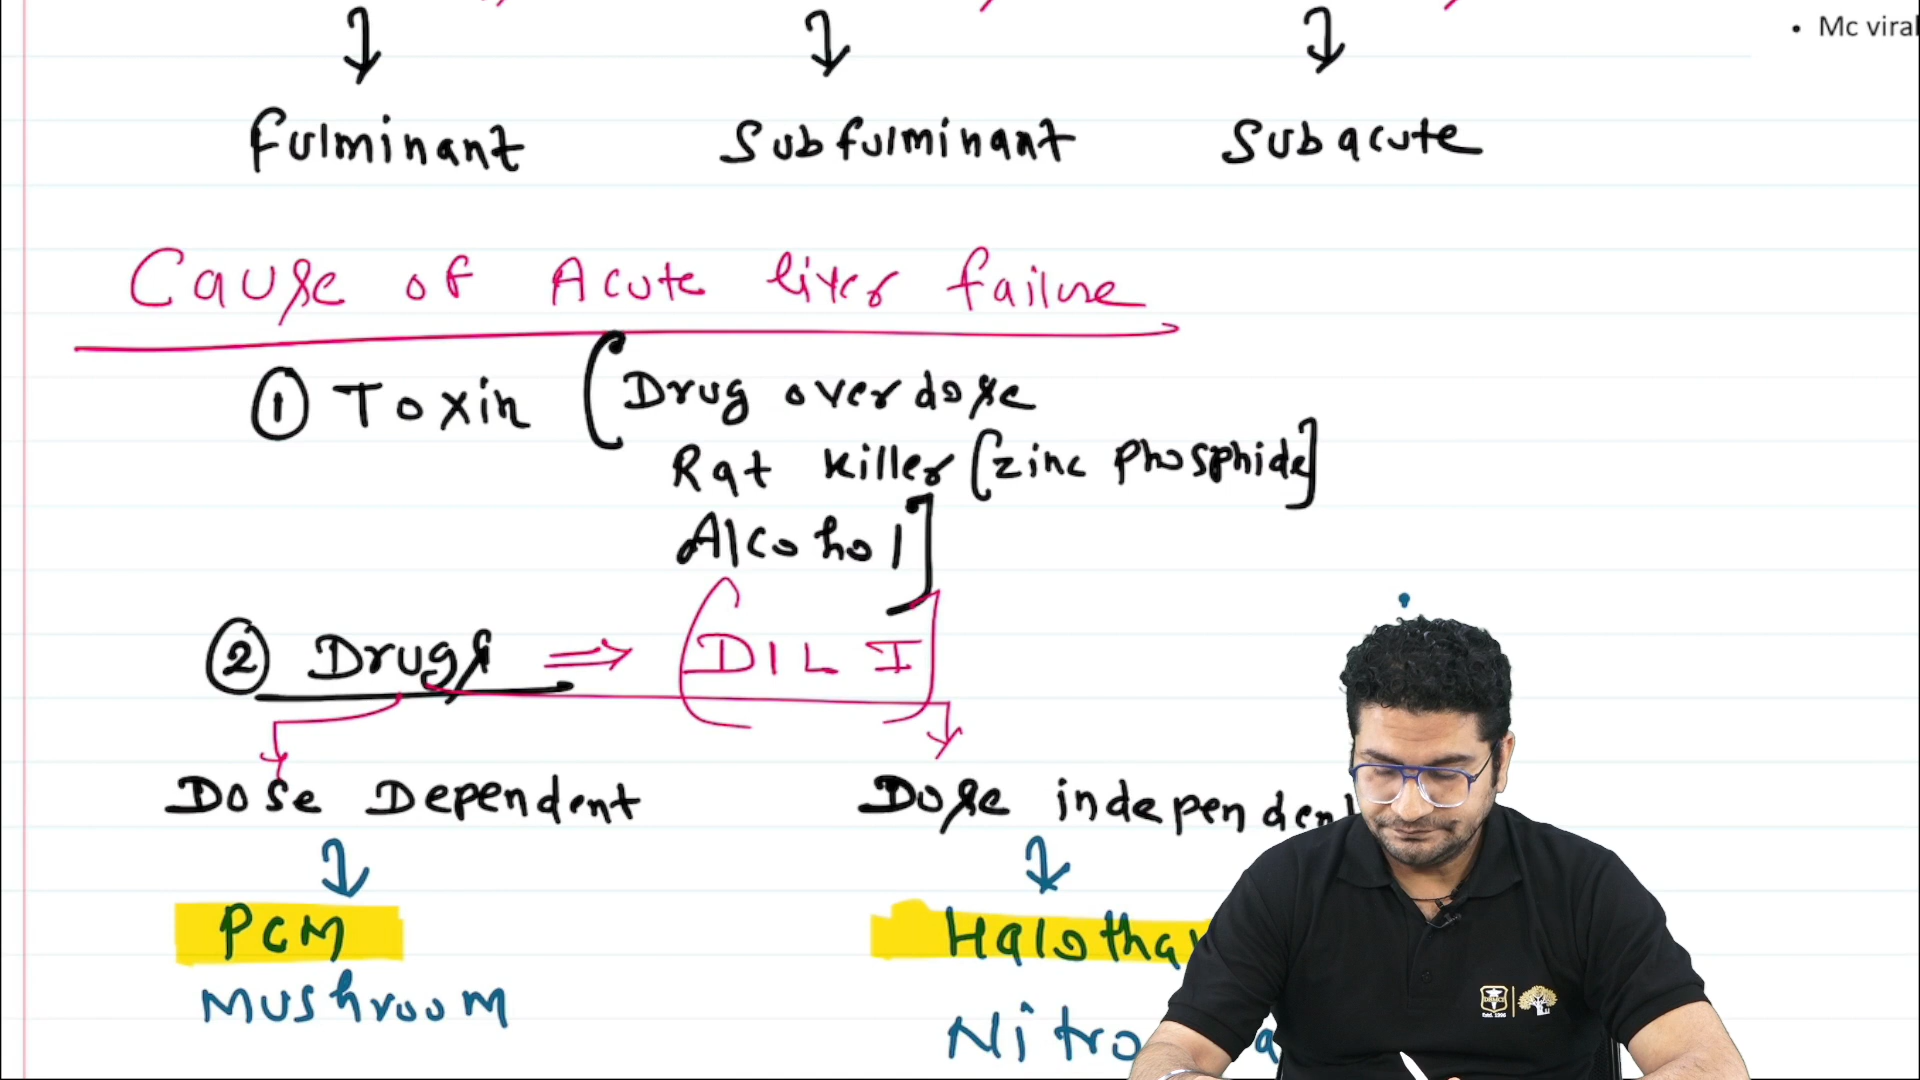 • Mc viral
Fulminant Subfulminant Subacute
Cause of Acute liver failure
① Toxin [Drug overdose
Rat killer [zinc phosphide]
Alcohol]
② Drugs ⇒ [DILI]
Dose Dependent Dose independent
PCM
Mushroom